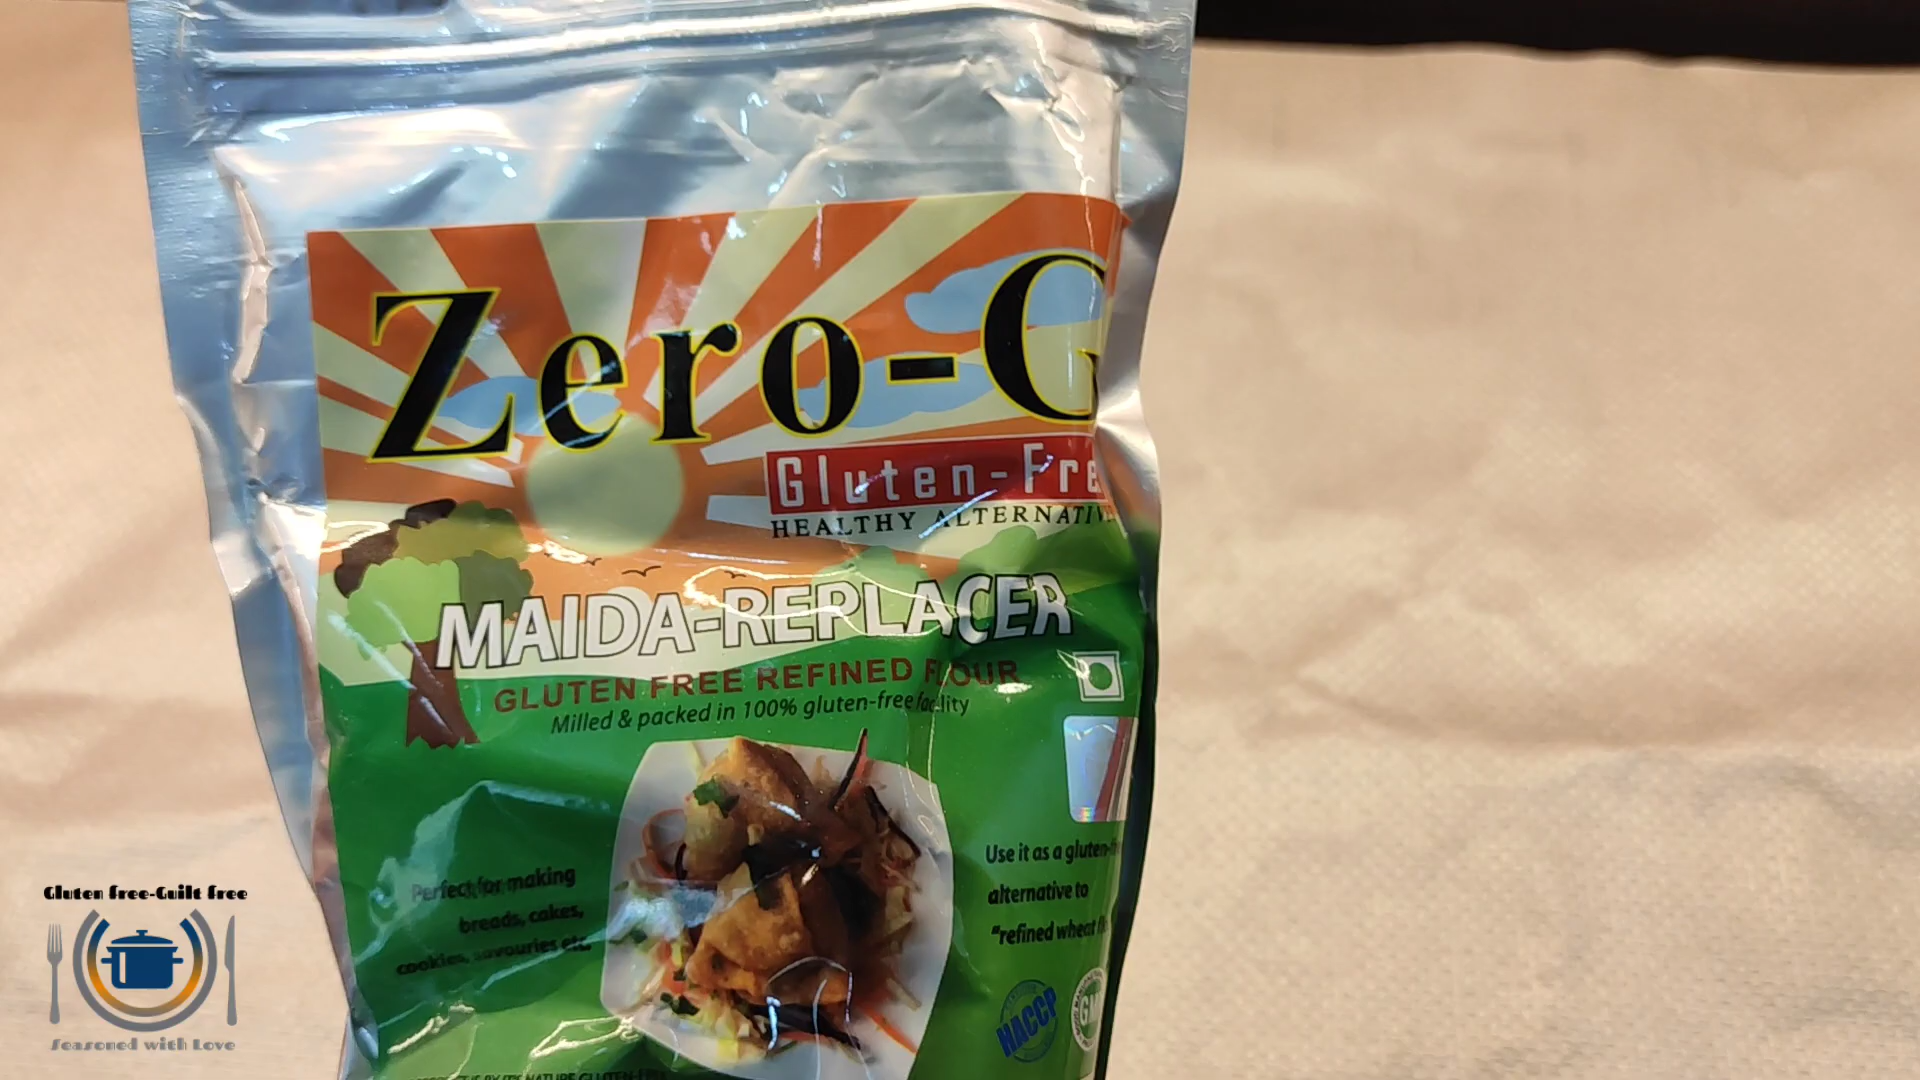 Zero-G
Gluten-Fre
HEALTHY ALTERNATIV
MAIDA-REPLACER
GLUTEN FREE REFINED FLOUR
Milled & packed in 100% gluten-free facility
Perfect for making
breads, cakes,
cookies, savouries etc.
Use it as a gluten-
alternative to
"refined wheat
HACCP
GM
Gluten Free-Guilt Free
Seasoned with Love